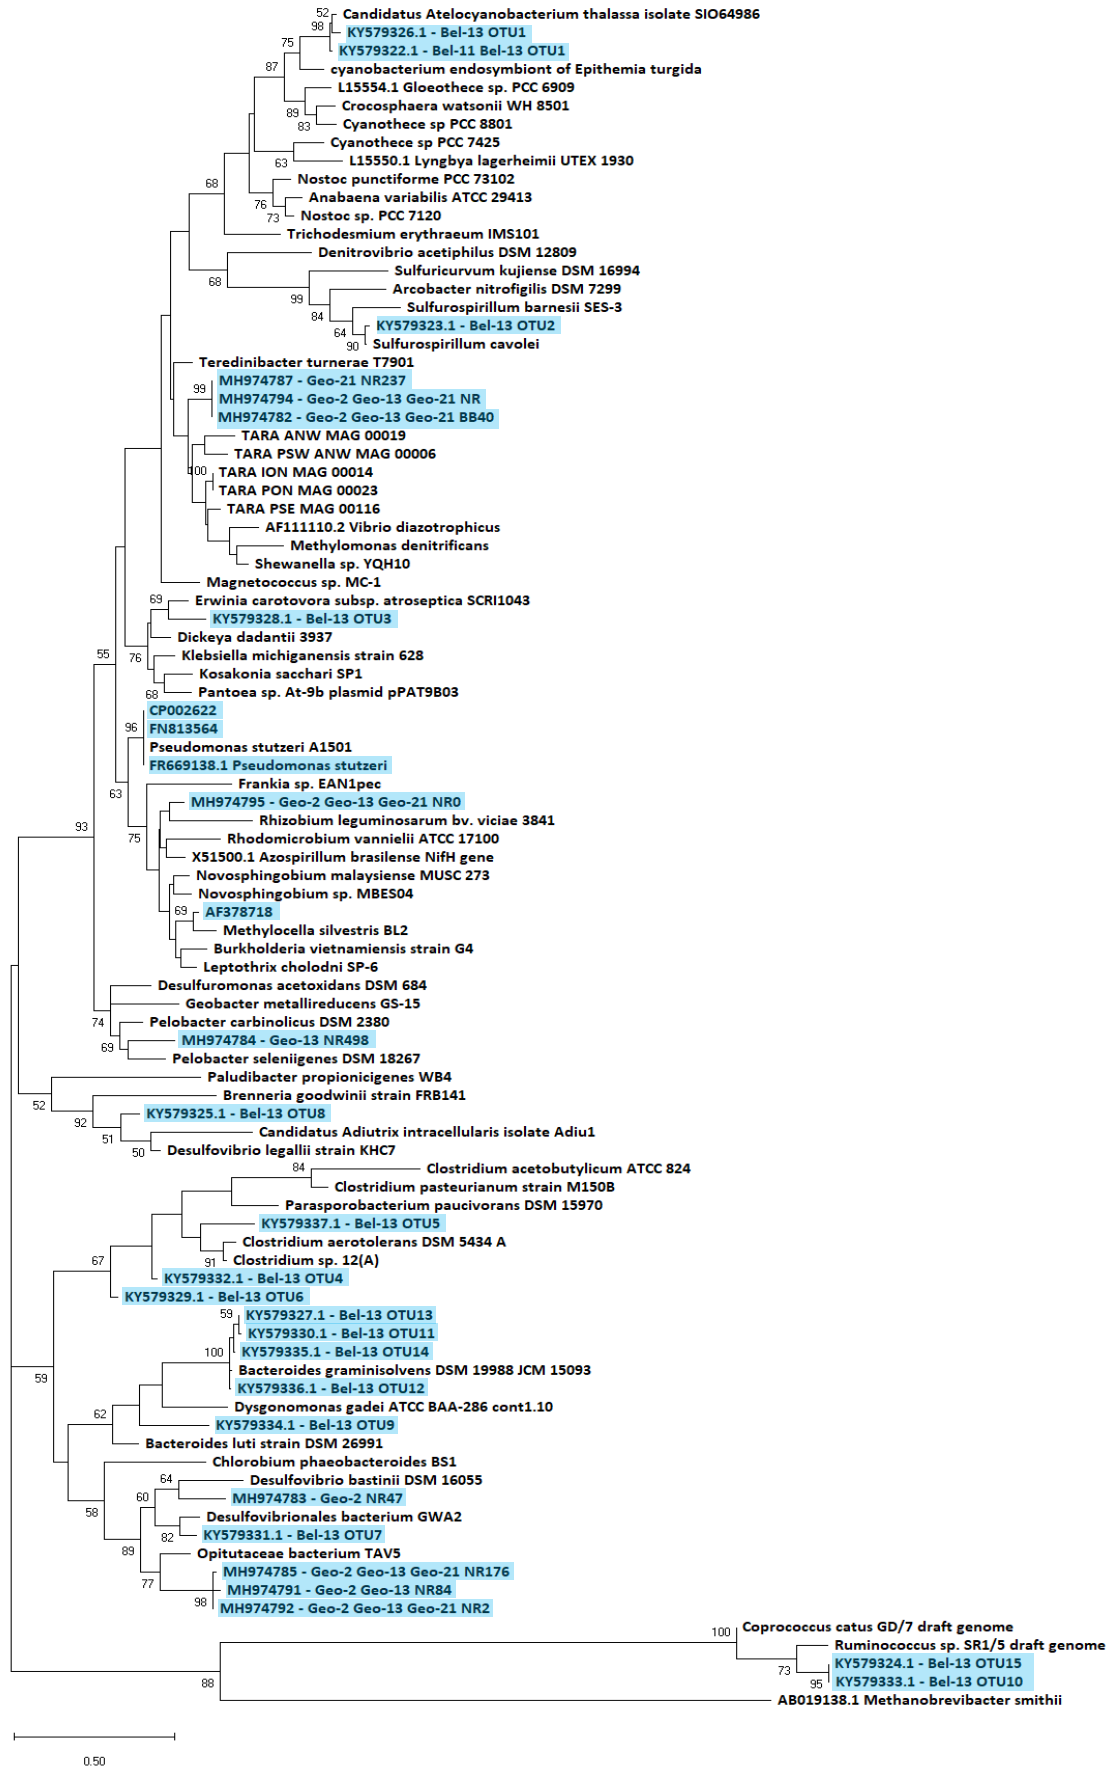 52
Candidatus Atelocyanobacterium thalassa isolate SIO64986
98
KY579326.1 - Bel-13 OTU1
75
KY579322.1 - Bel-11 Bel-13 OTU1
87
cyanobacterium endosymbiont of Epithemia turgida
L15554.1 Gloeothece sp. PCC 6909
89
Crocosphaera watsonii WH 8501
83
Cyanothece sp PCC 8801
Cyanothece sp PCC 7425
63
L15550.1 Lyngbya lagerheimii UTEX 1930
68
Nostoc punctiforme PCC 73102
76
Anabaena variabilis ATCC 29413
73
Nostoc sp. PCC 7120
Trichodesmium erythraeum IMS101
Denitrovibrio acetiphilus DSM 12809
68
Sulfuricurvum kujiense DSM 16994
99
Arcobacter nitrofigilis DSM 7299
84
Sulfurospirillum barnesii SES-3
64
KY579323.1 - Bel-13 OTU2
90
Sulfurospirillum cavolei
Teredinibacter turnerae T7901
99
MH974787 - Geo-21 NR237
MH974794 - Geo-2 Geo-13 Geo-21 NR
MH974782 - Geo-2 Geo-13 Geo-21 BB40
TARA ANW MAG 00019
TARA PSW ANW MAG 00006
100
TARA ION MAG 00014
TARA PON MAG 00023
TARA PSE MAG 00116
AF111110.2 Vibrio diazotrophicus
Methylomonas denitrificans
Shewanella sp. YQH10
Magnetococcus sp. MC-1
69
Erwinia carotovora subsp. atroseptica SCRI1043
KY579328.1 - Bel-13 OTU3
Dickeya dadantii 3937
55
76
Klebsiella michiganensis strain 628
Kosakonia sacchari SP1
68
Pantoea sp. At-9b plasmid pPAT9B03
CP002622
96
FN813564
Pseudomonas stutzeri A1501
FR669138.1 Pseudomonas stutzeri
63
Frankia sp. EAN1pec
MH974795 - Geo-2 Geo-13 Geo-21 NR0
93
75
Rhizobium leguminosarum bv. viciae 3841
Rhodomicrobium vannielii ATCC 17100
X51500.1 Azospirillum brasilense NifH gene
Novosphingobium malaysiense MUSC 273
Novosphingobium sp. MBES04
69
AF378718
Methylocella silvestris BL2
Burkholderia vietnamiensis strain G4
Leptothrix cholodni SP-6
Desulfuromonas acetoxidans DSM 684
Geobacter metallireducens GS-15
74
Pelobacter carbinolicus DSM 2380
MH974784 - Geo-13 NR498
69
Pelobacter seleniigenes DSM 18267
Paludibacter propionicigenes WB4
52
Brenneria goodwinii strain FRB141
92
KY579325.1 - Bel-13 OTU8
51
Candidatus Adiutrix intracellularis isolate Adiu1
50
Desulfovibrio legallii strain KHC7
84
Clostridium acetobutylicum ATCC 824
Clostridium pasteurianum strain M150B
Parasporobacterium paucivorans DSM 15970
KY579337.1 - Bel-13 OTU5
Clostridium aerotolerans DSM 5434 A
67
91
Clostridium sp. 12(A)
KY579332.1 - Bel-13 OTU4
KY579329.1 - Bel-13 OTU6
59
KY579327.1 - Bel-13 OTU13
KY579330.1 - Bel-13 OTU11
100
KY579335.1 - Bel-13 OTU14
Bacteroides graminisolvens DSM 19988 JCM 15093
59
KY579336.1 - Bel-13 OTU12
Dysgonomonas gadei ATCC BAA-286 cont1.10
62
KY579334.1 - Bel-13 OTU9
Bacteroides luti strain DSM 26991
Chlorobium phaeobacteroides BS1
64
Desulfovibrio bastinii DSM 16055
60
MH974783 - Geo-2 NR47
58
Desulfovibrionales bacterium GWA2
82
KY579331.1 - Bel-13 OTU7
89
Opitutaceae bacterium TAV5
MH974785 - Geo-2 Geo-13 Geo-21 NR176
77
MH974791 - Geo-2 Geo-13 NR84
98
MH974792 - Geo-2 Geo-13 Geo-21 NR2
100
Coprococcus catus GD/7 draft genome
Ruminococcus sp. SR1/5 draft genome
73
KY579324.1 - Bel-13 OTU15
95
KY579333.1 - Bel-13 OTU10
88
AB019138.1 Methanobrevibacter smithii
0.50